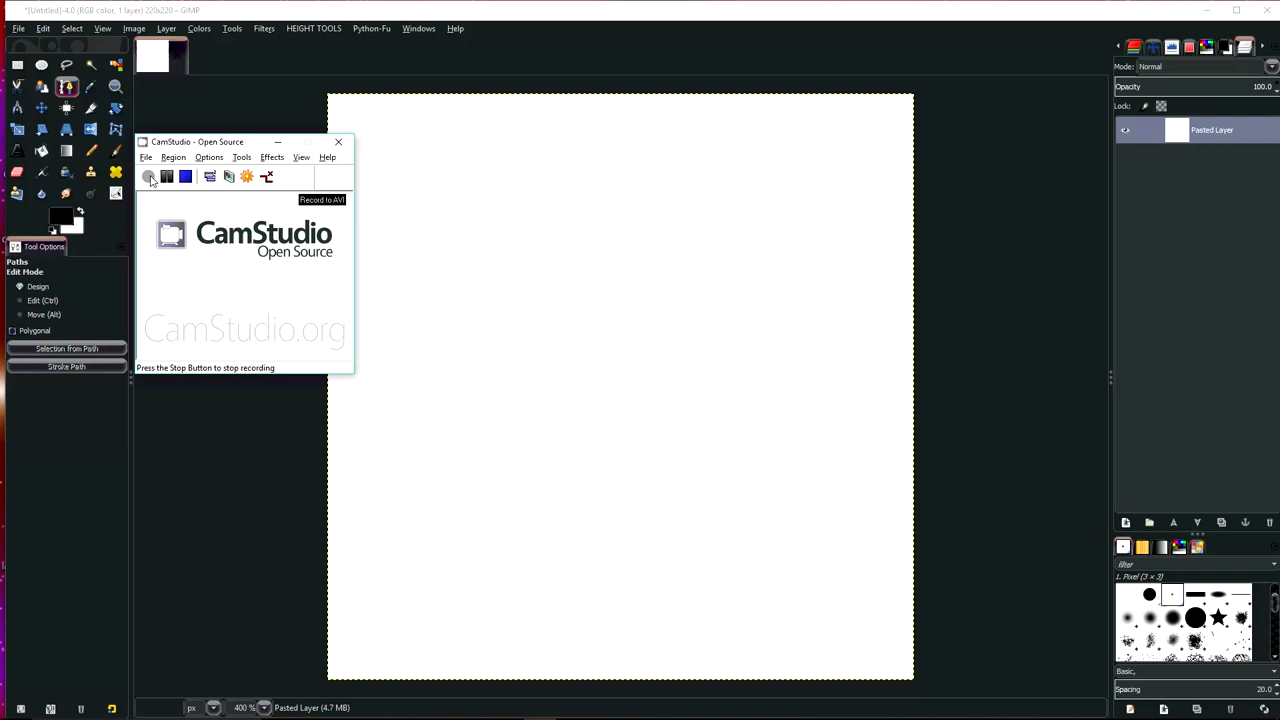 *[Untitled]-4.0 (RGB color, 1 layer) 220x220 – GIMP
File Edit Select View Image Layer Colors Tools Filters HEIGHT TOOLS Python-Fu Windows Help
Mode: Normal
Opacity 100.0
Lock:
Pasted Layer
CamStudio - Open Source
File Region Options Tools Effects View Help
Record to AVI
CamStudio
Open Source
CamStudio.org
Press the Stop Button to stop recording
Tool Options
Paths
Edit Mode
Design
Edit (Ctrl)
Move (Alt)
Polygonal
Selection from Path
Stroke Path
filter
1. Pixel (3 × 3)
Basic,
Spacing 20.0
px 400 % Pasted Layer (4.7 MB)